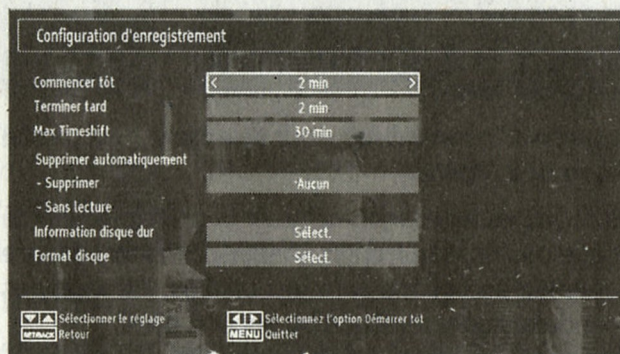 Configuration d'enregistrement
Commencer tôt < 2 min >
Terminer tard 2 min
Max Timeshift 30 min
Supprimer automatiquement
- Supprimer Aucun
- Sans lecture
Information disque dur Sélect.
Format disque Sélect.
Sélectionner le réglage Sélectionnez l'option Démarrer tôt
Retour MENU Quitter